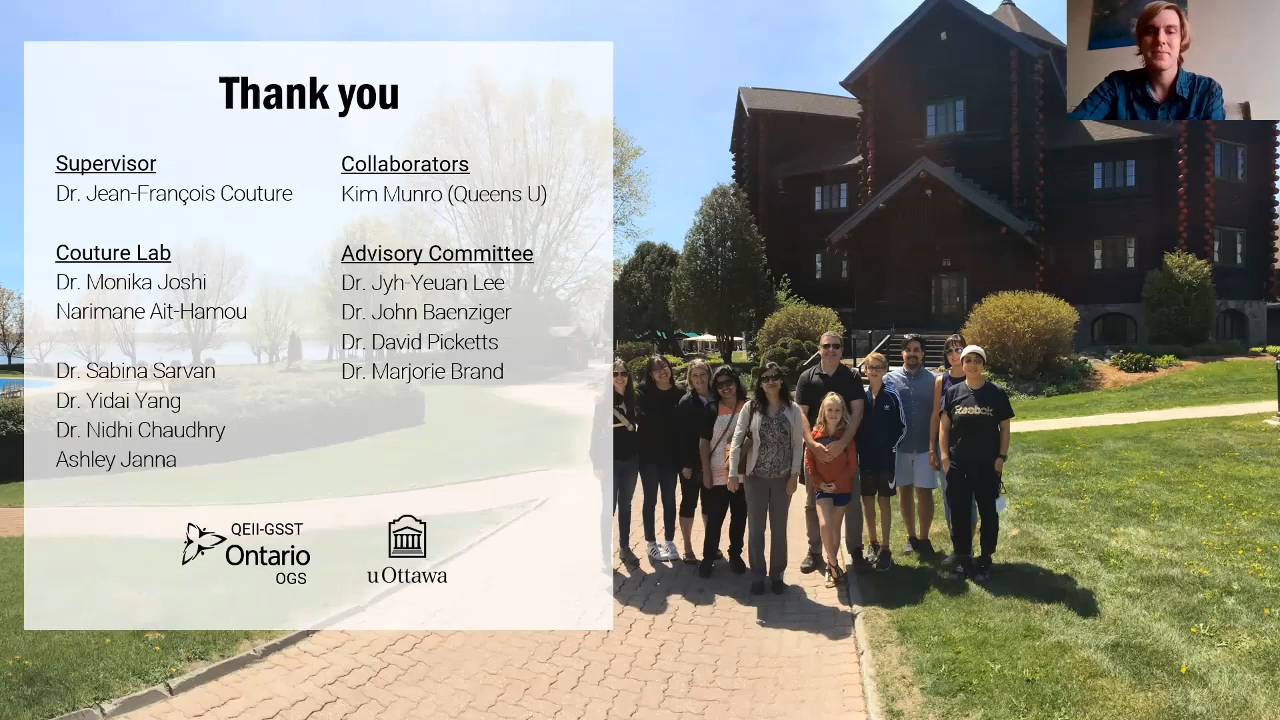 Thank you
Supervisor
Dr. Jean-François Couture
Couture Lab
Dr. Monika Joshi
Narimane Ait-Hamou
Dr. Sabina Sarvan
Dr. Yidai Yang
Dr. Nidhi Chaudhry
Ashley Janna
Collaborators
Kim Munro (Queens U)
Advisory Committee
Dr. Jyh-Yeuan Lee
Dr. John Baenziger
Dr. David Picketts
Dr. Marjorie Brand
QEII-GSST
Ontario
OGS
uOttawa
Reebok